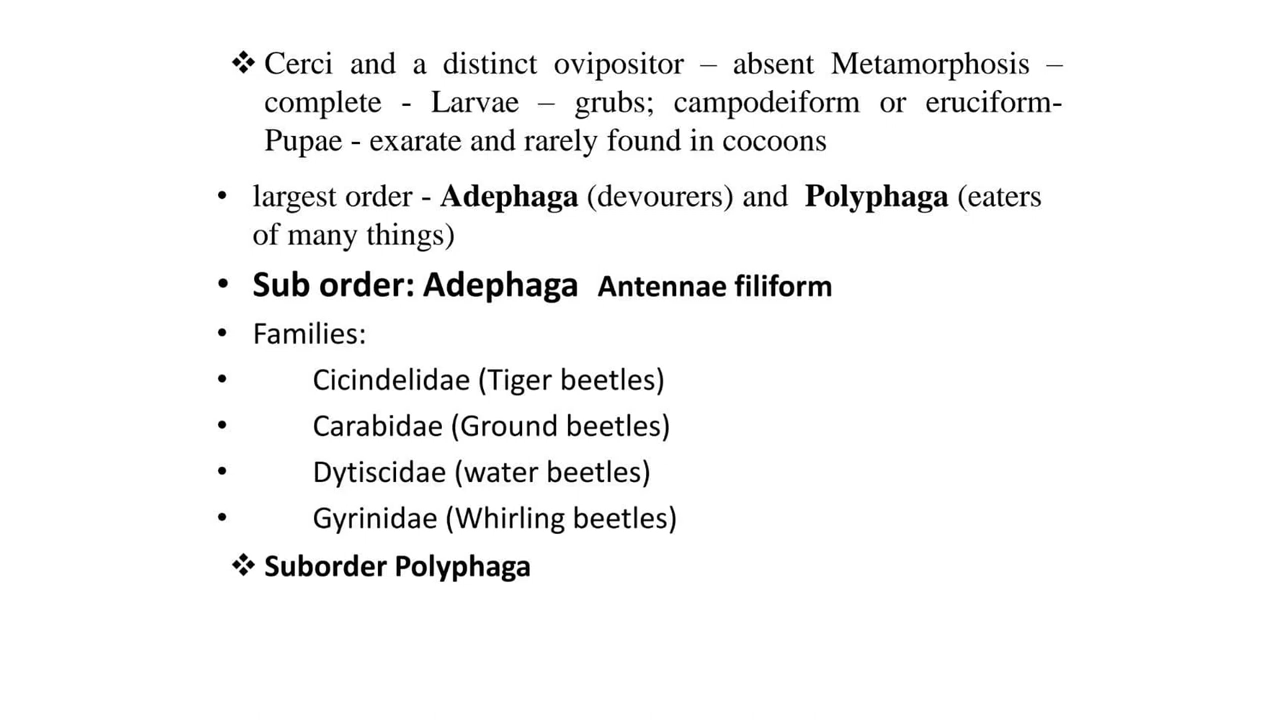 ❖ Cerci and a distinct ovipositor – absent Metamorphosis –
complete - Larvae – grubs; campodeiform or eruciform-
Pupae - exarate and rarely found in cocoons
• largest order - Adephaga (devourers) and Polyphaga (eaters
of many things)
• Sub order: Adephaga Antennae filiform
• Families:
• Cicindelidae (Tiger beetles)
• Carabidae (Ground beetles)
• Dytiscidae (water beetles)
• Gyrinidae (Whirling beetles)
❖ Suborder Polyphaga